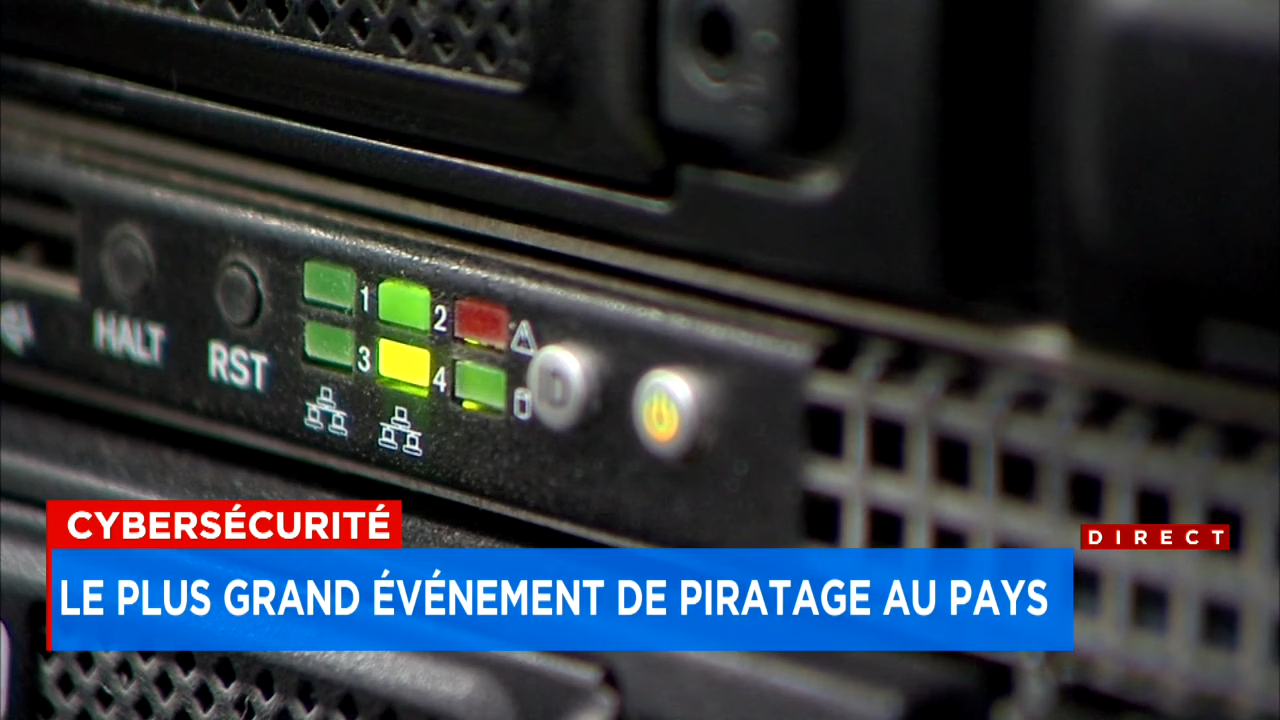 HALT
RST
1
2
3
4
CYBERSÉCURITÉ
DIRECT
LE PLUS GRAND ÉVÉNEMENT DE PIRATAGE AU PAYS